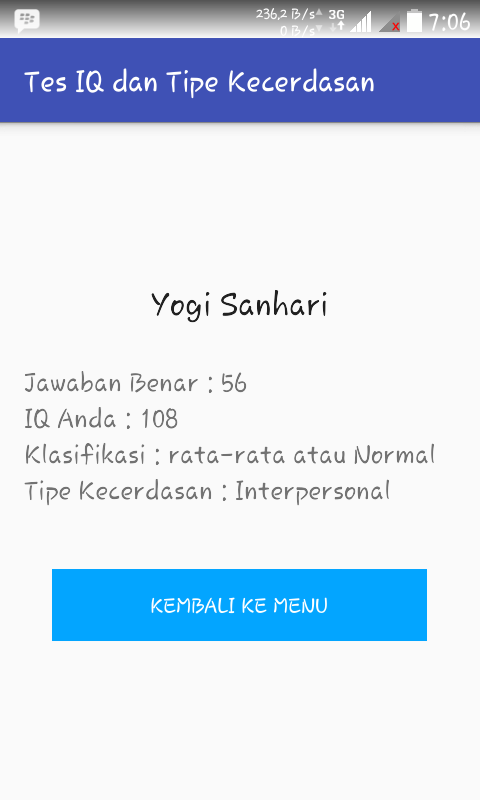 236,2 B/s
0 B/s
3G
7:06
Tes IQ dan Tipe Kecerdasan
Yogi Sanhari
Jawaban Benar : 56
IQ Anda : 108
Klasifikasi : rata-rata atau Normal
Tipe Kecerdasan : Interpersonal
KEMBALI KE MENU